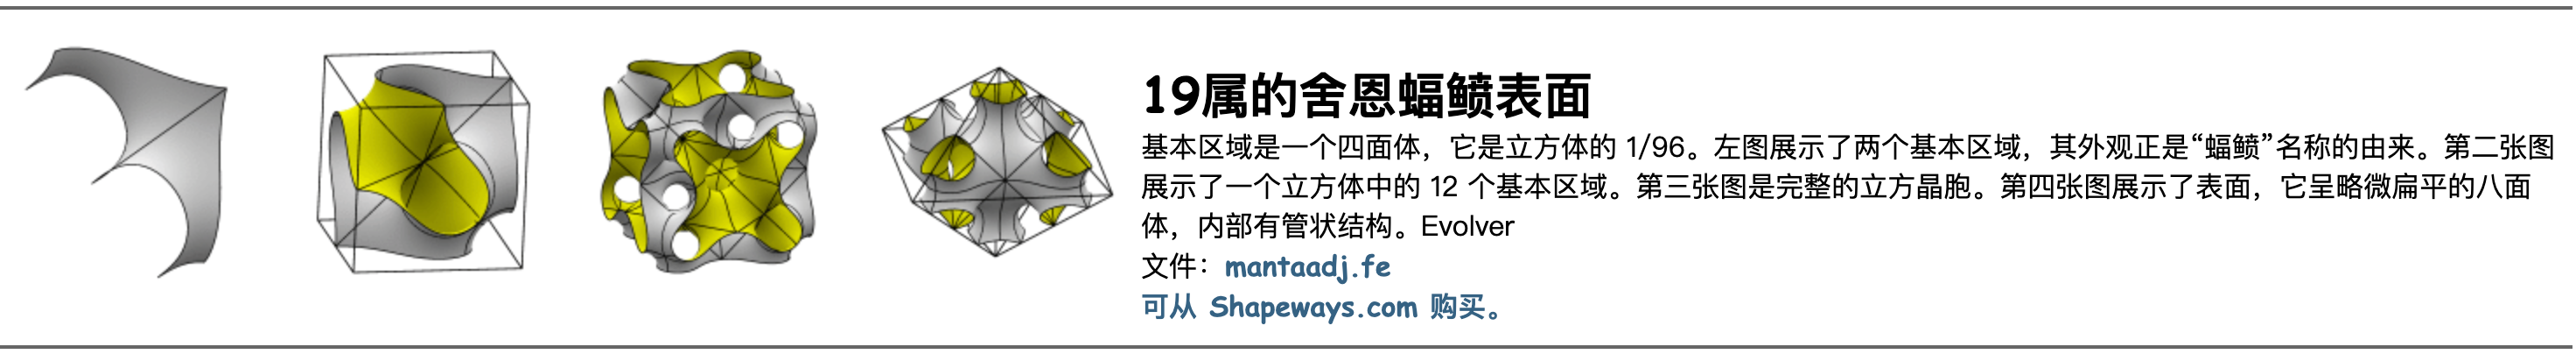 19属的舍恩蝠鲼表面
基本区域是一个四面体，它是立方体的 1/96。左图展示了两个基本区域，其外观正是“蝠鲼”名称的由来。第二张图
展示了一个立方体中的 12 个基本区域。第三张图是完整的立方晶胞。第四张图展示了表面，它呈略微扁平的八面
体，内部有管状结构。Evolver
文件：mantaadj.fe
可从 Shapeways.com 购买。